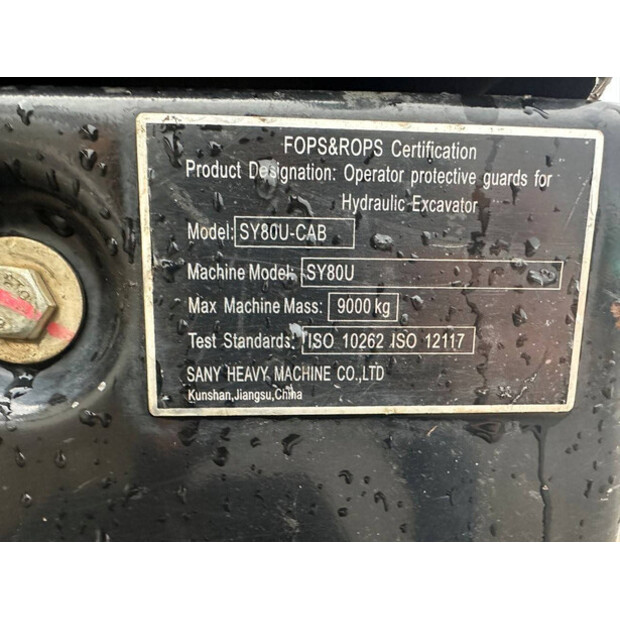 FOPS&ROPS Certification
Product Designation: Operator protective guards for
Hydraulic Excavator
Model: SY80U-CAB
Machine Model: SY80U
Max Machine Mass: 9000 kg
Test Standards: ISO 10262 ISO 12117
SANY HEAVY MACHINE CO.,LTD
Kunshan,Jiangsu,China